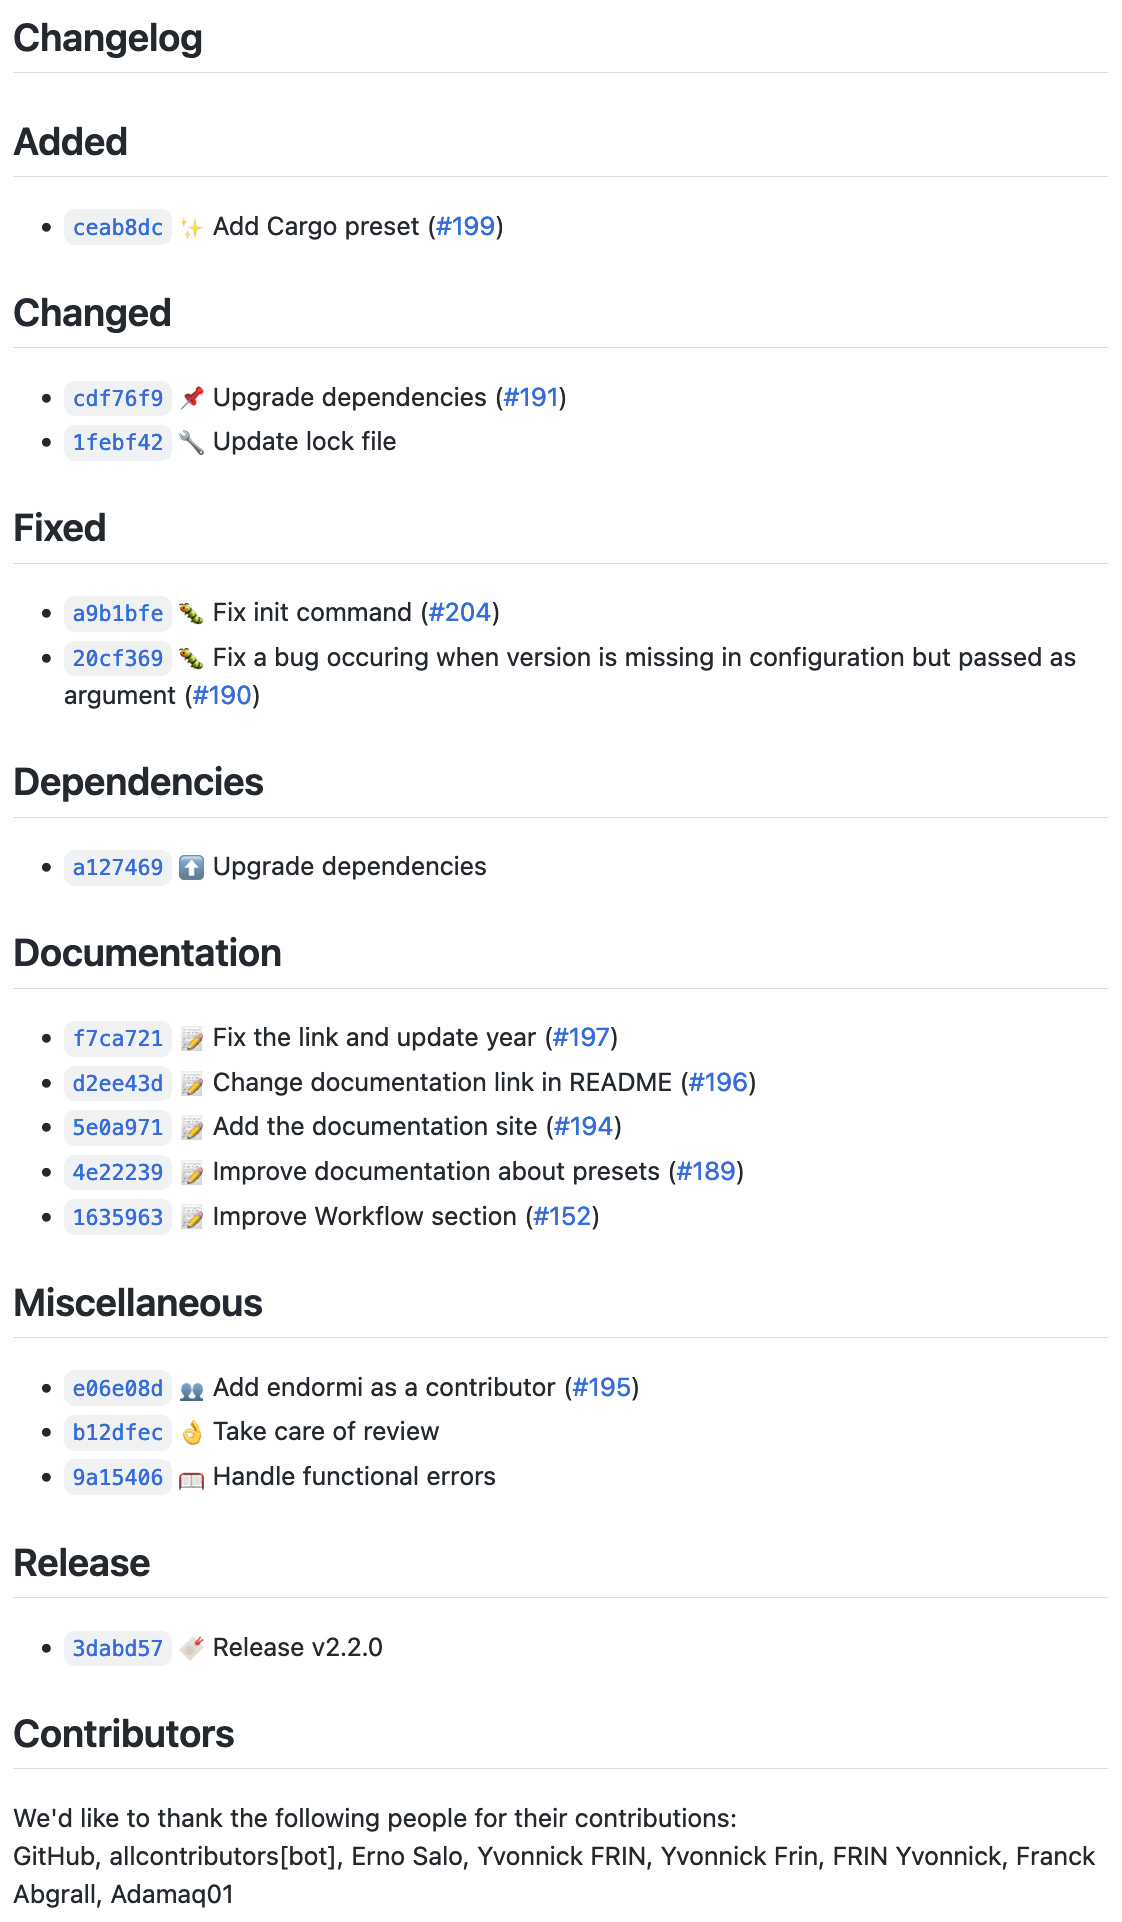 Changelog
Added
ceab8dc ✨ Add Cargo preset (#199)
Changed
cdf76f9 📌 Upgrade dependencies (#191)
1febf42 🔧 Update lock file
Fixed
a9b1bfe 🐛 Fix init command (#204)
20cf369 🐛 Fix a bug occuring when version is missing in configuration but passed as
argument (#190)
Dependencies
a127469 ⬆️ Upgrade dependencies
Documentation
f7ca721 📝 Fix the link and update year (#197)
d2ee43d 📝 Change documentation link in README (#196)
5e0a971 📝 Add the documentation site (#194)
4e22239 📝 Improve documentation about presets (#189)
1635963 📝 Improve Workflow section (#152)
Miscellaneous
e06e08d 👥 Add endormi as a contributor (#195)
b12dfec 👌 Take care of review
9a15406 📖 Handle functional errors
Release
3dabd57 🔖 Release v2.2.0
Contributors
We'd like to thank the following people for their contributions:
GitHub, allcontributors[bot], Erno Salo, Yvonnick FRIN, Yvonnick Frin, FRIN Yvonnick, Franck
Abgrall, Adamaq01